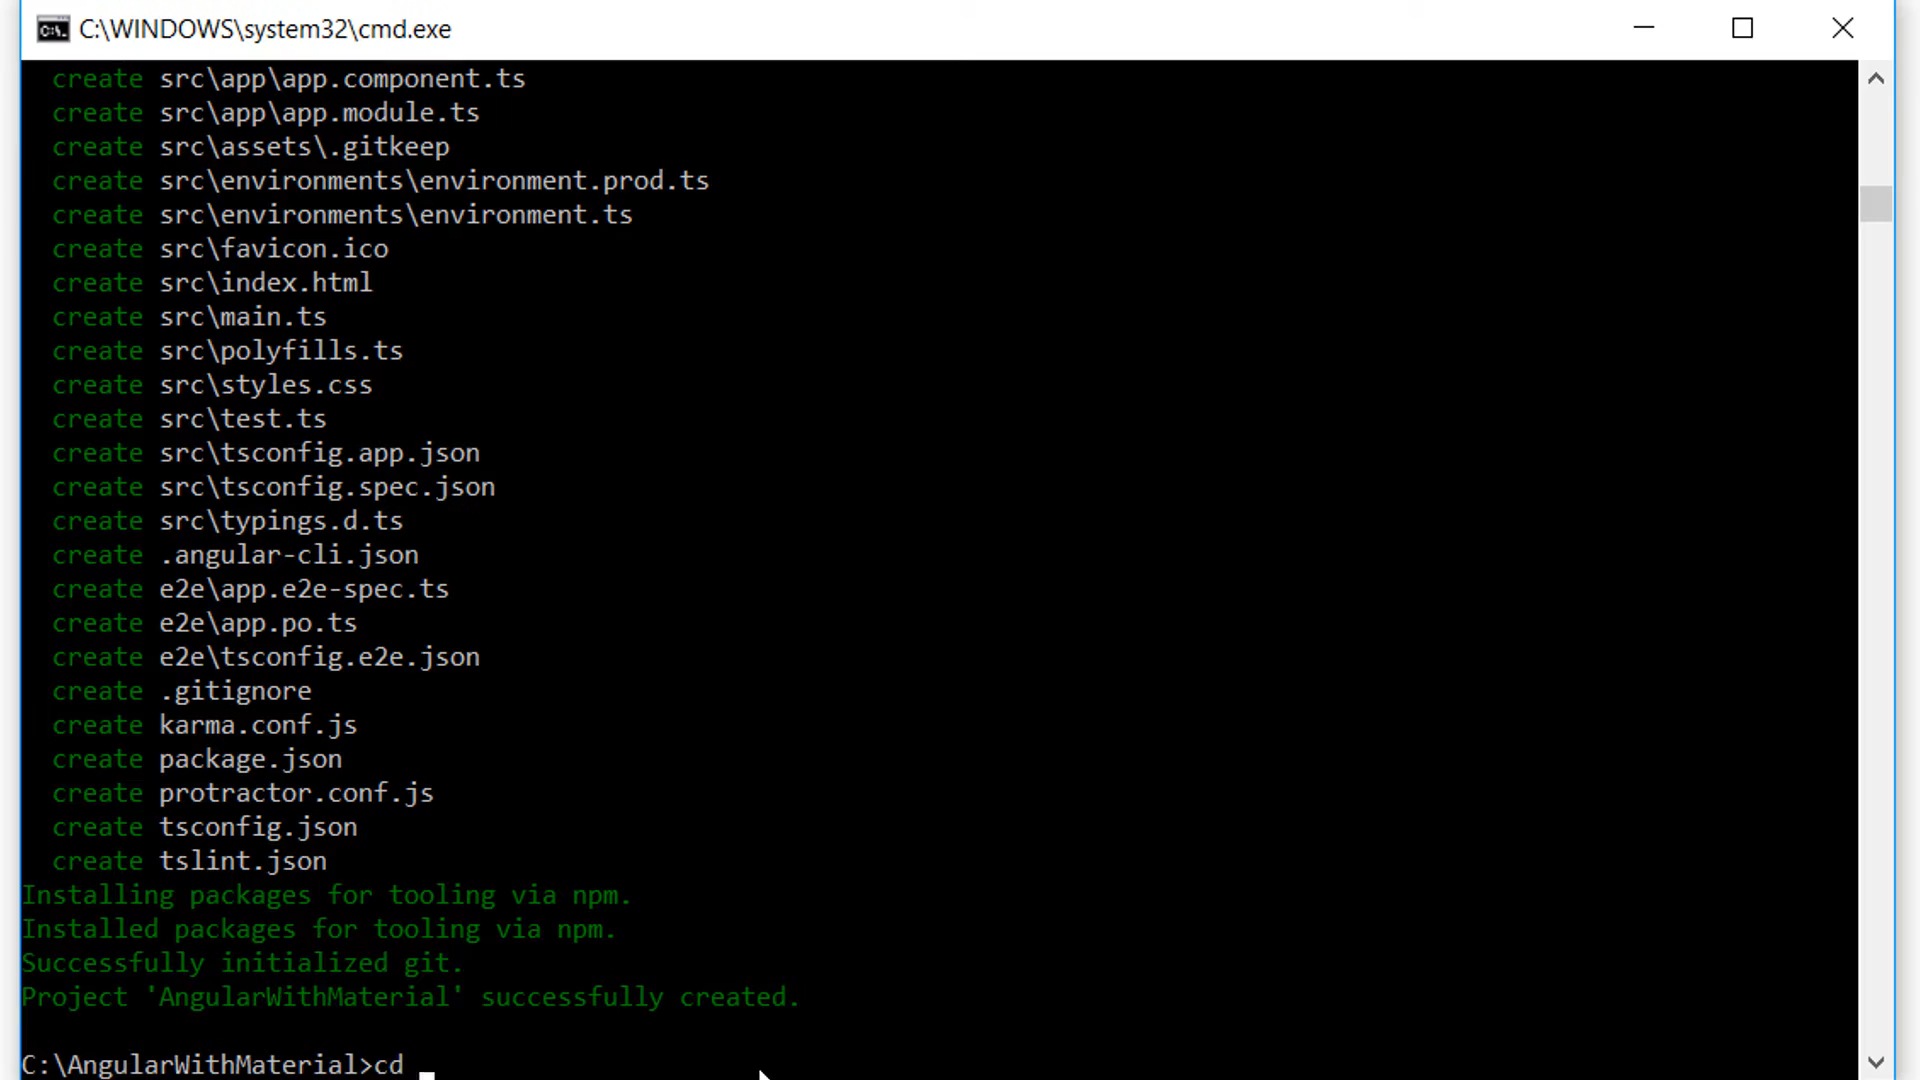 C:\WINDOWS\system32\cmd.exe
create src\app\app.component.ts
create src\app\app.module.ts
create src\assets\.gitkeep
create src\environments\environment.prod.ts
create src\environments\environment.ts
create src\favicon.ico
create src\index.html
create src\main.ts
create src\polyfills.ts
create src\styles.css
create src\test.ts
create src\tsconfig.app.json
create src\tsconfig.spec.json
create src\typings.d.ts
create .angular-cli.json
create e2e\app.e2e-spec.ts
create e2e\app.po.ts
create e2e\tsconfig.e2e.json
create .gitignore
create karma.conf.js
create package.json
create protractor.conf.js
create tsconfig.json
create tslint.json
Installing packages for tooling via npm.
Installed packages for tooling via npm.
Successfully initialized git.
Project 'AngularWithMaterial' successfully created.
C:\AngularWithMaterial>cd